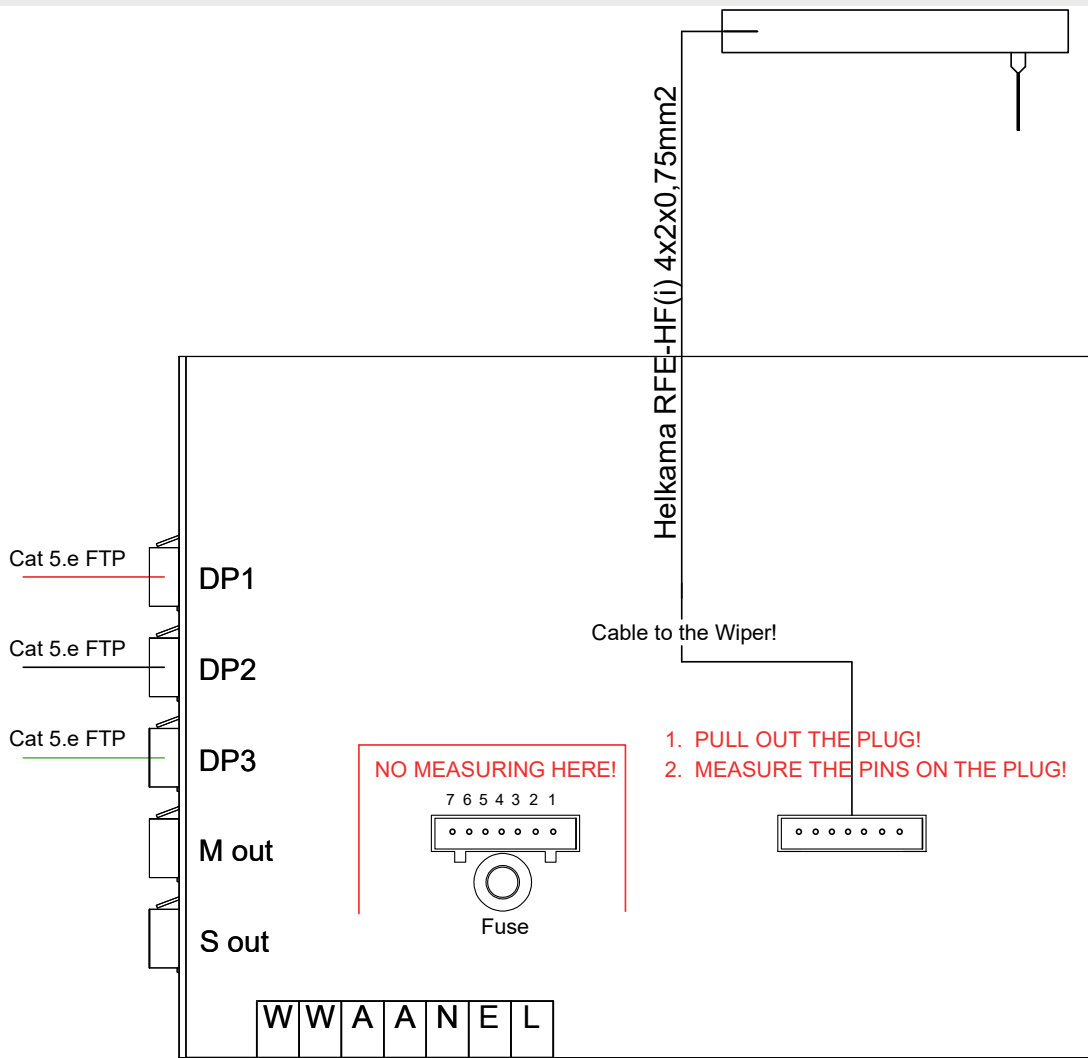 Helkama RFE-HF(i) 4x2x0,75mm2
Cat 5.e FTP
DP1
Cable to the Wiper!
Cat 5.e FTP
DP2
Cat 5.e FTP
DP3
1. PULL OUT THE PLUG!
NO MEASURING HERE!
2. MEASURE THE PINS ON THE PLUG!
7 6 5 4 3 2 1
M out
Fuse
S out
W W A A N E L